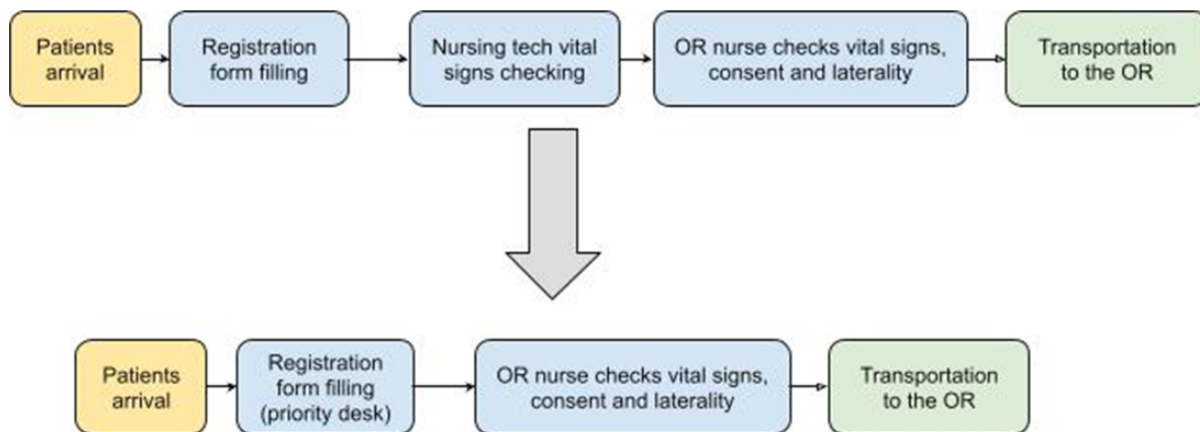 Patients
arrival
Registration
form filling
Nursing tech vital
signs checking
OR nurse checks vital signs,
consent and laterality
Transportation
to the OR
Patients
arrival
Registration
form filling
(priority desk)
OR nurse checks vital signs,
consent and laterality
Transportation
to the OR